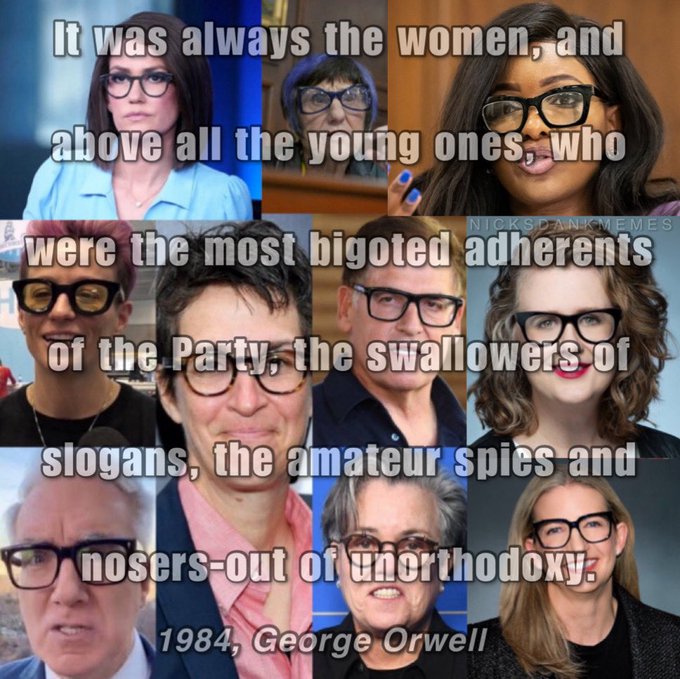 It was always the women, and
above all the young ones, who
NICKSDANKMEMES
were the most bigoted adherents
of the Party, the swallowers of
slogans, the amateur spies and
nosers-out of unorthodoxy.
1984, George Orwell